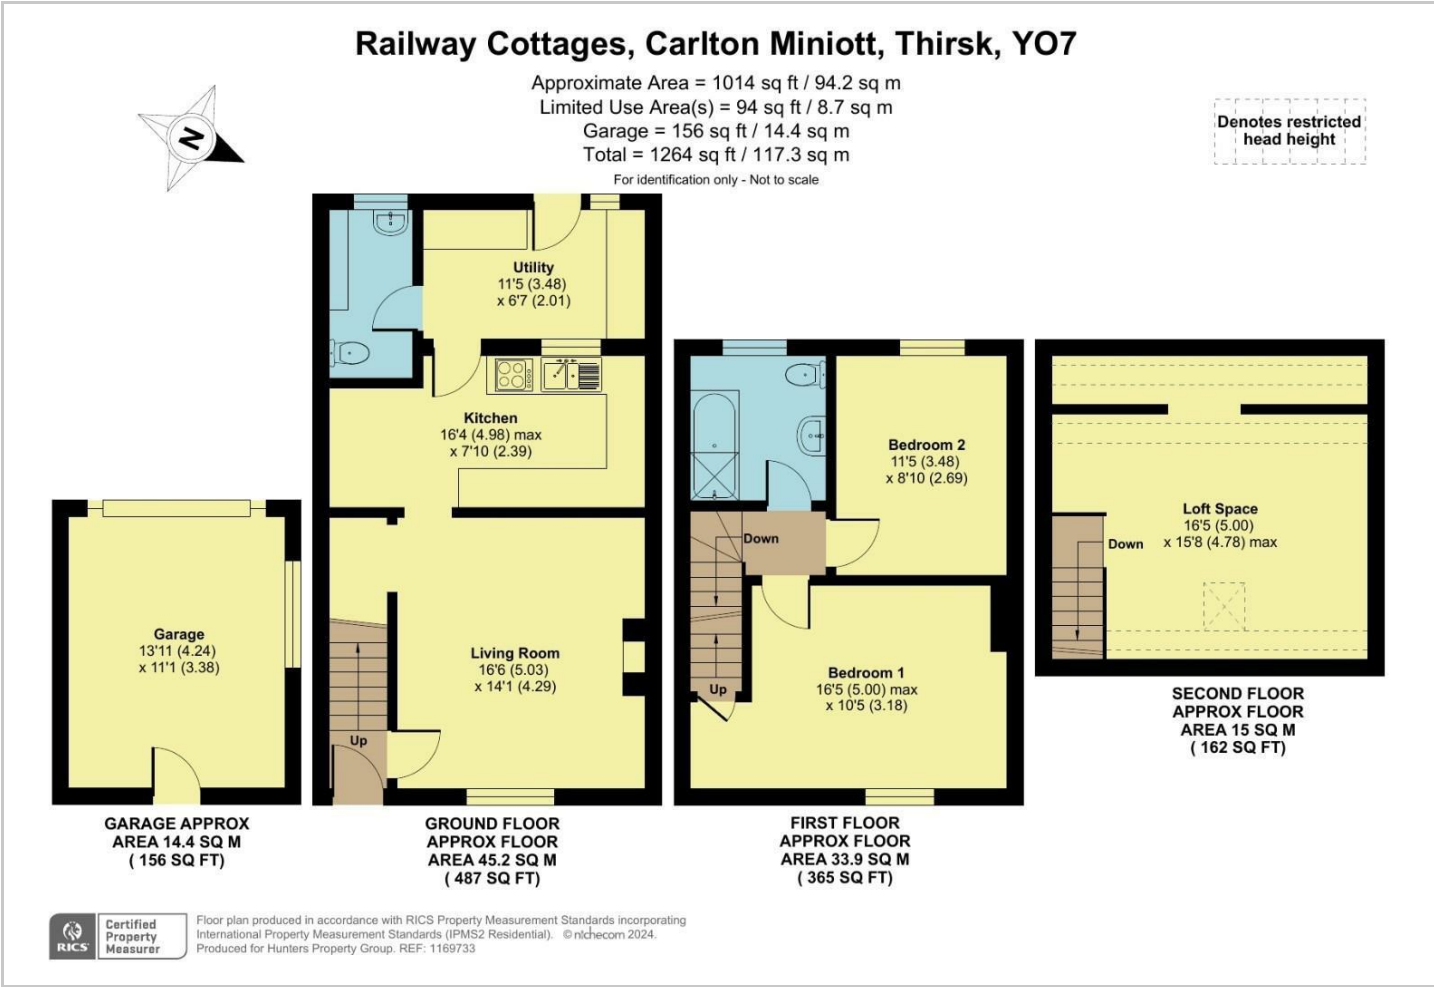 Railway Cottages, Carlton Miniott, Thirsk, YO7
Approximate Area = 1014 sq ft / 94.2 sq m
Limited Use Area(s) = 94 sq ft / 8.7 sq m
Garage = 156 sq ft / 14.4 sq m
Total = 1264 sq ft / 117.3 sq m
For identification only - Not to scale
N
Denotes restricted
head height
Garage
13'11 (4.24)
x 11'1 (3.38)
GARAGE APPROX
AREA 14.4 SQ M
( 156 SQ FT)
Utility
11'5 (3.48)
x 6'7 (2.01)
Kitchen
16'4 (4.98) max
x 7'10 (2.39)
Living Room
16'6 (5.03)
x 14'1 (4.29)
Up
GROUND FLOOR
APPROX FLOOR
AREA 45.2 SQ M
( 487 SQ FT)
Bedroom 2
11'5 (3.48)
x 8'10 (2.69)
Down
Up
Bedroom 1
16'5 (5.00) max
x 10'5 (3.18)
FIRST FLOOR
APPROX FLOOR
AREA 33.9 SQ M
( 365 SQ FT)
Loft Space
16'5 (5.00)
x 15'8 (4.78) max
Down
SECOND FLOOR
APPROX FLOOR
AREA 15 SQ M
( 162 SQ FT)
RICS
Certified
Property
Measurer
Floor plan produced in accordance with RICS Property Measurement Standards incorporating
International Property Measurement Standards (IPMS2 Residential). © nichecom 2024.
Produced for Hunters Property Group. REF: 1169733